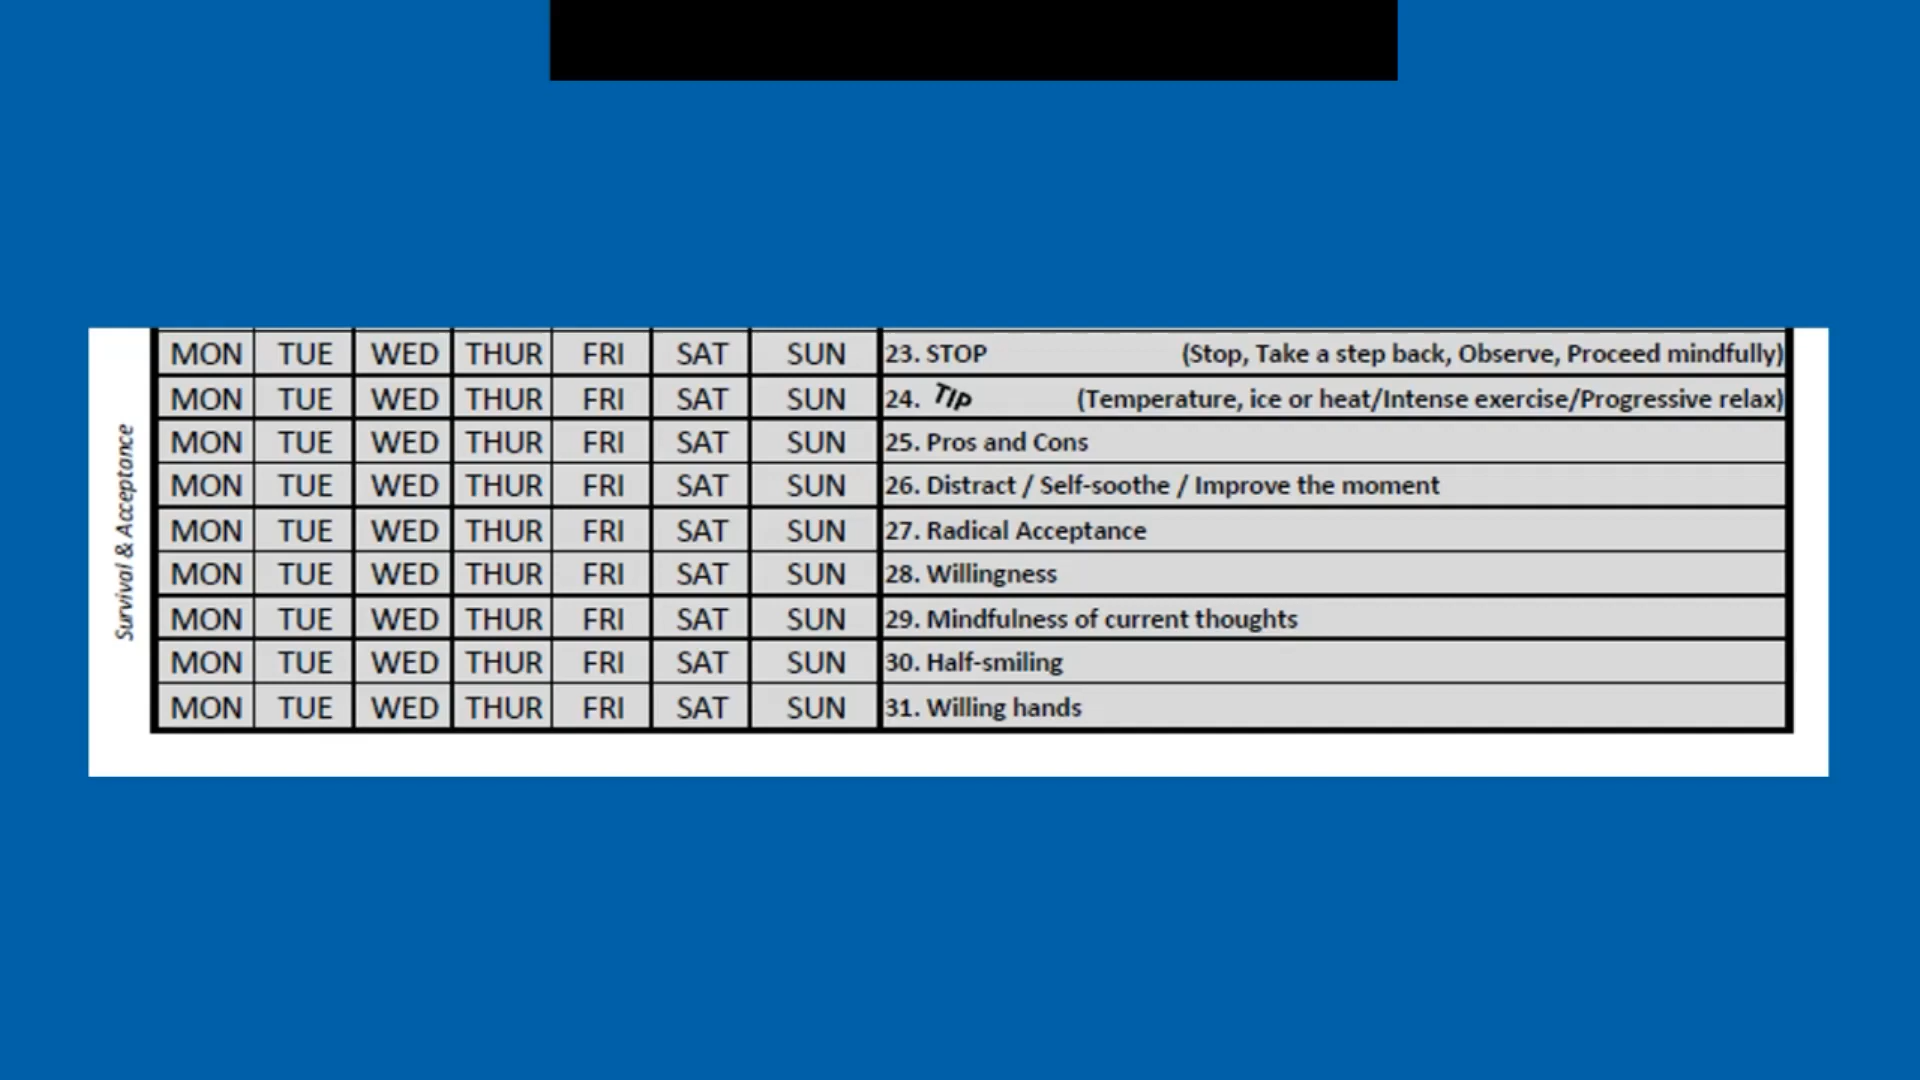 Survival & Acceptance
MON TUE WED THUR FRI SAT SUN 23. STOP (Stop, Take a step back, Observe, Proceed mindfully)
MON TUE WED THUR FRI SAT SUN 24. TIP (Temperature, ice or heat/Intense exercise/Progressive relax)
MON TUE WED THUR FRI SAT SUN 25. Pros and Cons
MON TUE WED THUR FRI SAT SUN 26. Distract / Self-soothe / Improve the moment
MON TUE WED THUR FRI SAT SUN 27. Radical Acceptance
MON TUE WED THUR FRI SAT SUN 28. Willingness
MON TUE WED THUR FRI SAT SUN 29. Mindfulness of current thoughts
MON TUE WED THUR FRI SAT SUN 30. Half-smiling
MON TUE WED THUR FRI SAT SUN 31. Willing hands